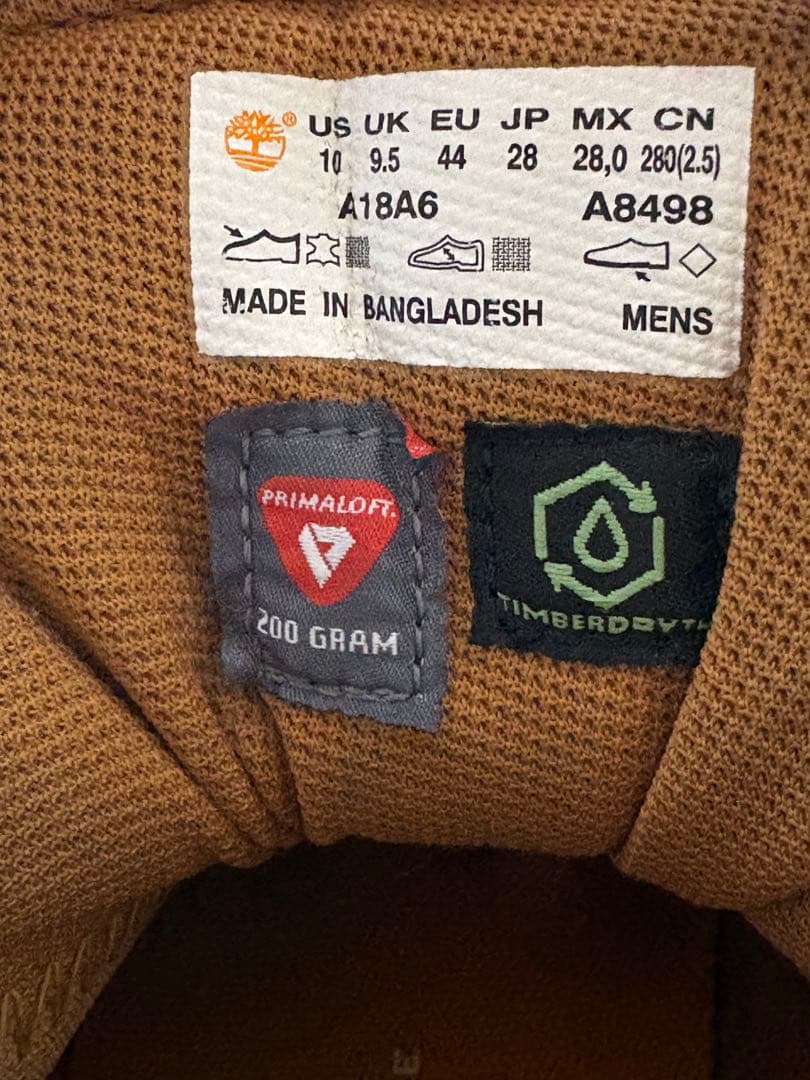 ® US UK EU JP MX CN
10 9.5 44 28 28,0 280(2.5)
A18A6 A8498
MADE IN BANGLADESH MENS
PRIMALOFT.
200 GRAM
TIMBERDRY™